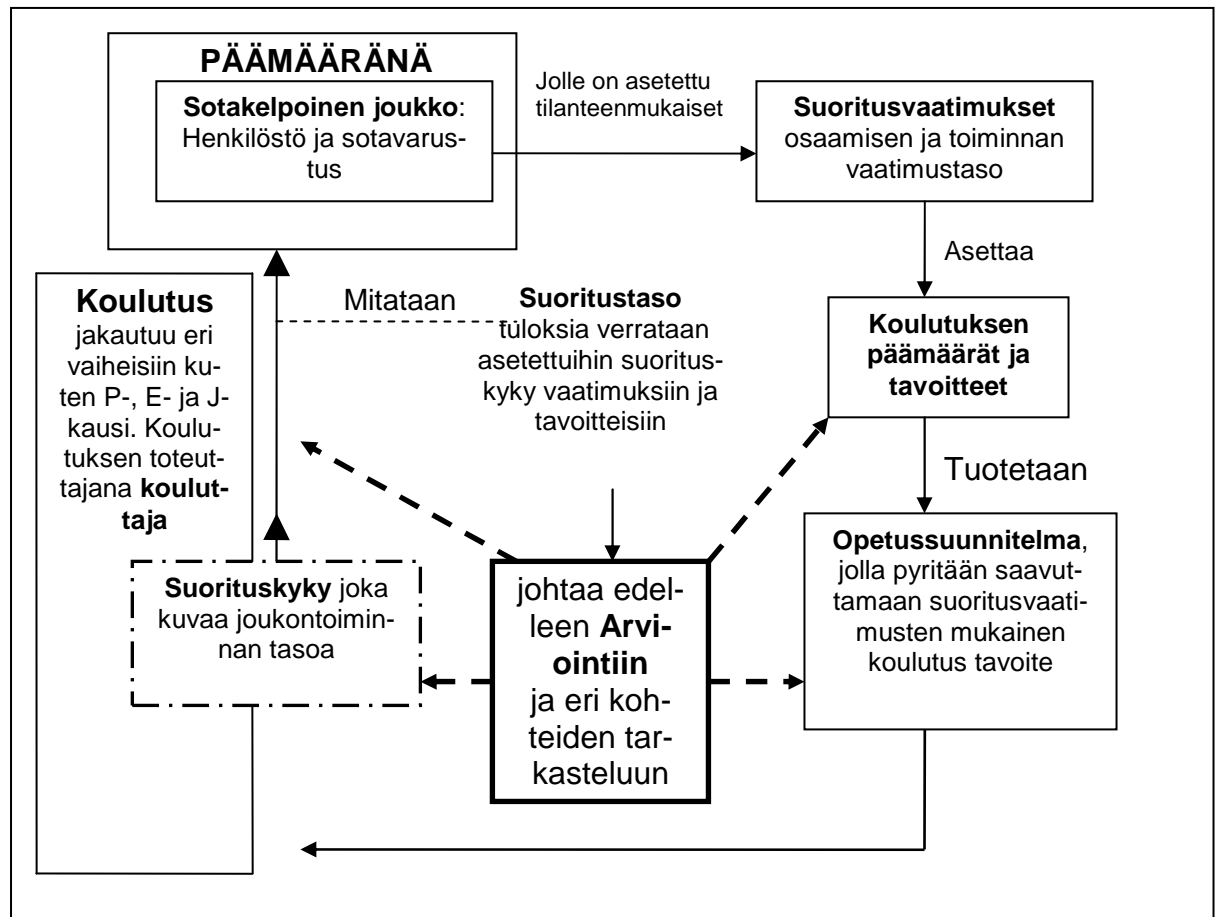 PÄÄMÄÄRÄNÄ
Sotakelpoinen joukko:
Henkilöstö ja sotavarus-
tus
Jolle on asetettu
tilanteenmukaiset
Suoritusvaatimukset
osaamisen ja toiminnan
vaatimustaso
Asettaa
Koulutuksen
päämäärät ja
tavoitteet
Tuotetaan
Opetussuunnitelma,
jolla pyritään saavut-
tamaan suoritusvaati-
musten mukainen
koulutus tavoite
Koulutus
jakautuu eri
vaiheisiin ku-
ten P-, E- ja J-
kausi. Koulu-
tuksen toteut-
tajana koulut-
taja
Suorituskyky joka
kuvaa joukontoimin-
nan tasoa
Mitataan
Suoritustaso
tuloksia verrataan
asetettuihin suoritus-
kyky vaatimuksiin ja
tavoitteisiin
johtaa edel-
leen Arvi-
ointiin
ja eri koh-
teiden tar-
kasteluun